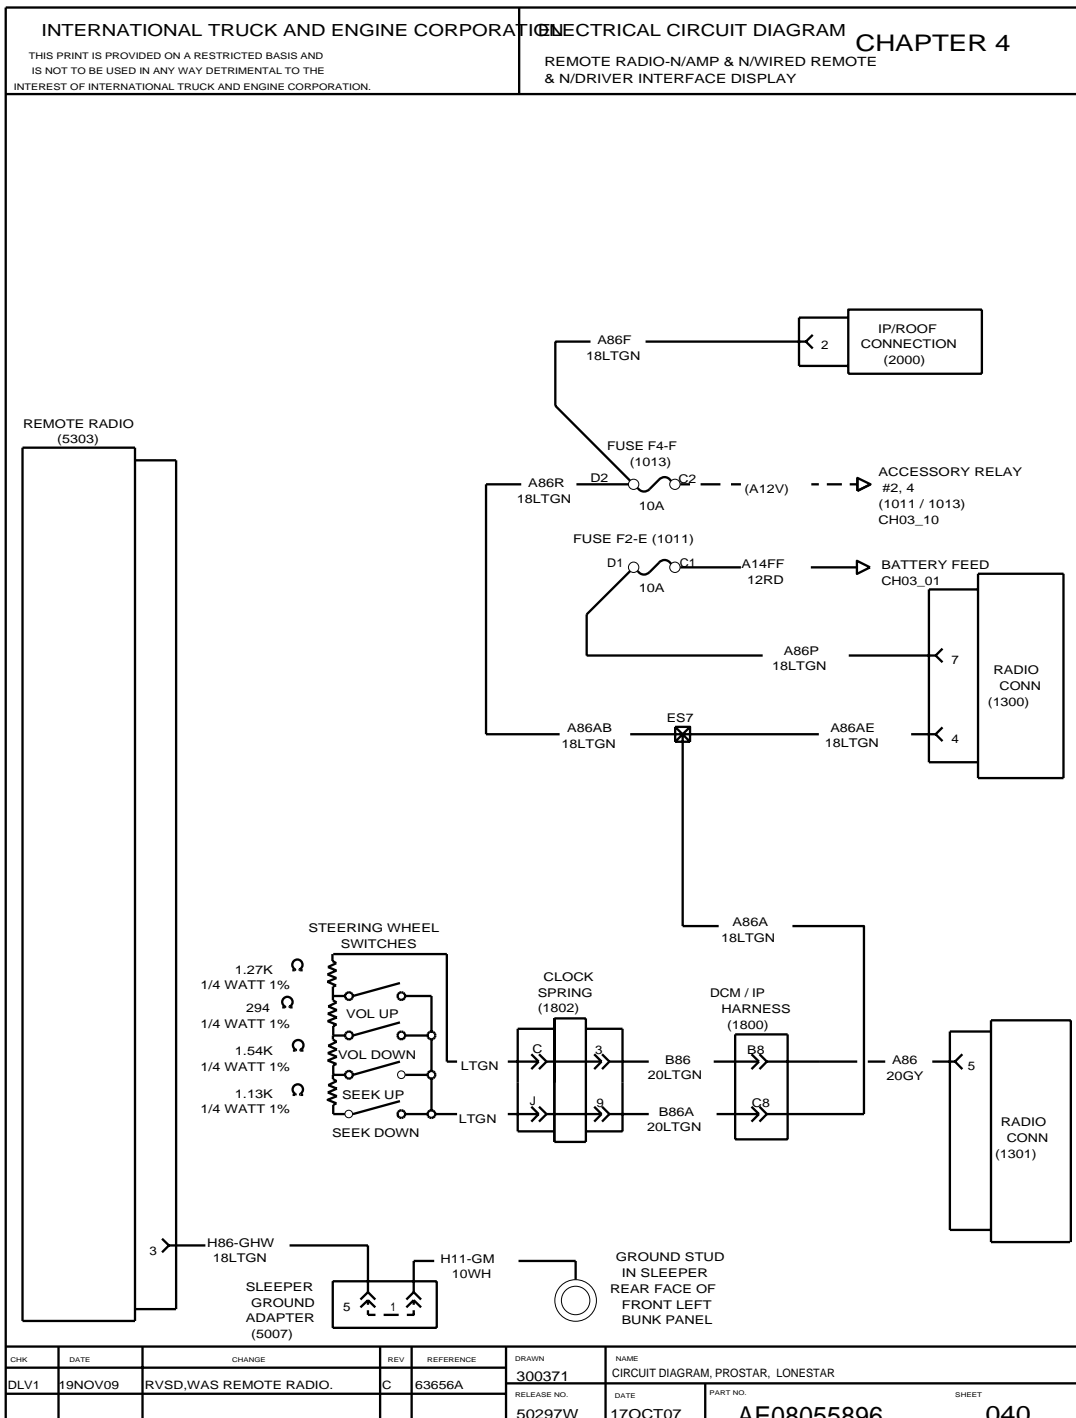 INTERNATIONAL TRUCK AND ENGINE CORPORATION
THIS PRINT IS PROVIDED ON A RESTRICTED BASIS AND
IS NOT TO BE USED IN ANY WAY DETRIMENTAL TO THE
INTEREST OF INTERNATIONAL TRUCK AND ENGINE CORPORATION.
ELECTRICAL CIRCUIT DIAGRAM
CHAPTER 4
REMOTE RADIO-N/AMP & N/WIRED REMOTE
& N/DRIVER INTERFACE DISPLAY
A86F
18LTGN
2
IP/ROOF
CONNECTION
(2000)
REMOTE RADIO
(5303)
FUSE F4-F
(1013)
A86R
18LTGN
D2
C2
10A
(A12V)
ACCESSORY RELAY
#2, 4
(1011 / 1013)
CH03_10
FUSE F2-E (1011)
D1
C1
10A
A14FF
12RD
BATTERY FEED
CH03_01
A86P
18LTGN
7
RADIO
CONN
(1300)
A86AB
18LTGN
ES7
A86AE
18LTGN
4
A86A
18LTGN
STEERING WHEEL
SWITCHES
1.27K Ω
1/4 WATT 1%
294 Ω
1/4 WATT 1%
1.54K Ω
1/4 WATT 1%
1.13K Ω
1/4 WATT 1%
VOL UP
VOL DOWN
SEEK UP
SEEK DOWN
LTGN
LTGN
CLOCK
SPRING
(1802)
C
3
J
9
B86
20LTGN
B86A
20LTGN
DCM / IP
HARNESS
(1800)
B8
C8
A86
20GY
5
RADIO
CONN
(1301)
3
H86-GHW
18LTGN
H11-GM
10WH
SLEEPER
GROUND
ADAPTER
(5007)
5
1
GROUND STUD
IN SLEEPER
REAR FACE OF
FRONT LEFT
BUNK PANEL
CHK DATE CHANGE REV REFERENCE
DLV1 19NOV09 RVSD,WAS REMOTE RADIO. C 63656A
DRAWN
300371
NAME
CIRCUIT DIAGRAM, PROSTAR, LONESTAR
RELEASE NO.
50297W
DATE
17OCT07
PART NO.
AE08055896
SHEET
040